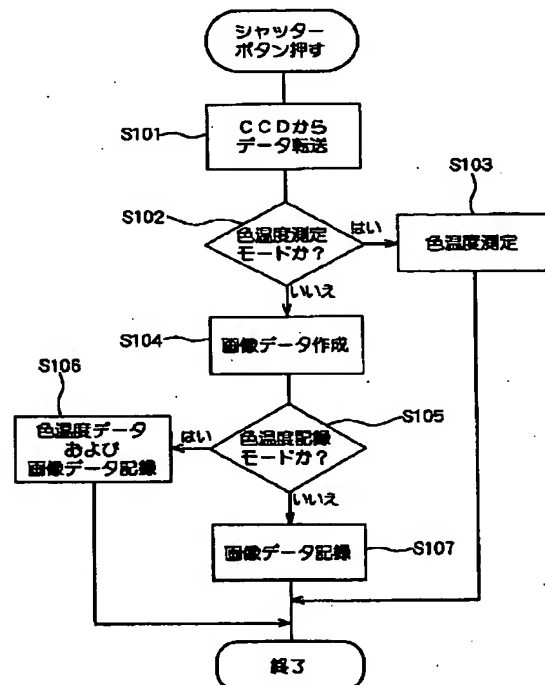 シャッター
ボタン押す
S101
CCDから
データ転送
S103
S102
色温度測定
モードか?
はい
色温度測定
いいえ
S104
画像データ作成
S106
S105
色温度データ
および
画像データ記録
はい
色温度記録
モードか?
いいえ
画像データ記録
S107
終了